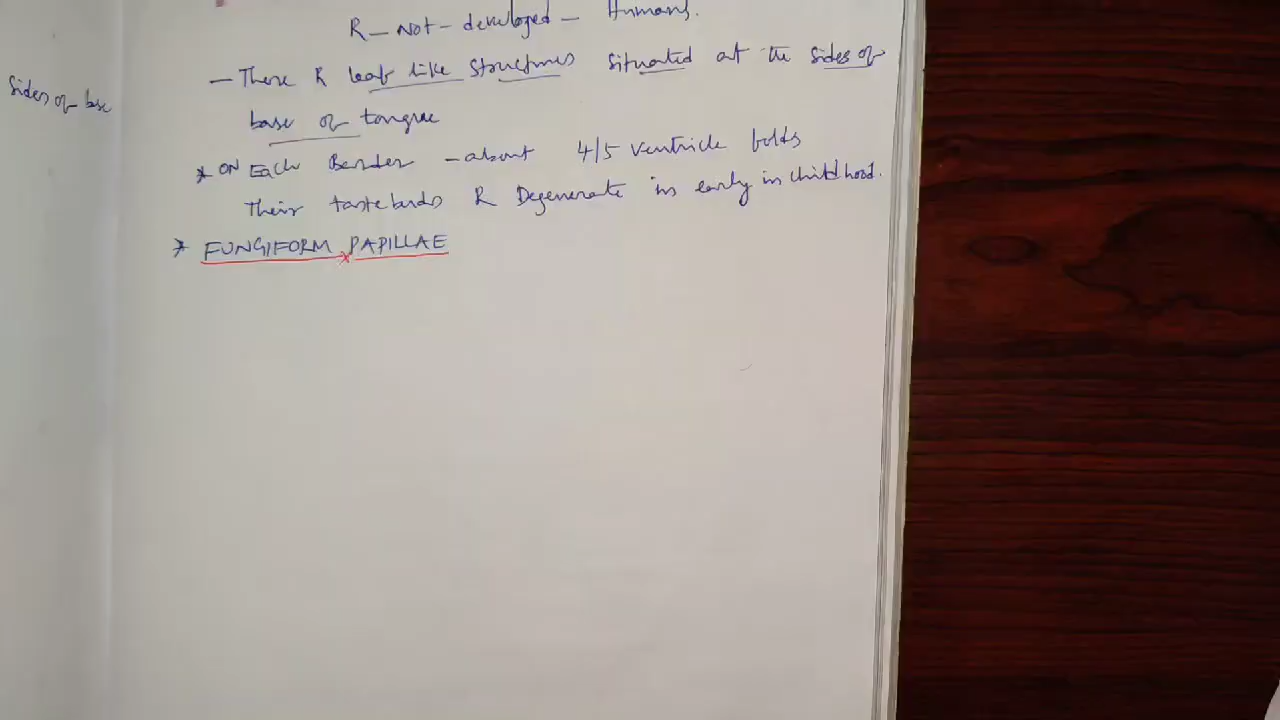 R - Not - developed - Humans.
- These R leaf like structures situated at the sides of
Sides of base
base of tongue
* ON Each Border - about 4/5 ventricle folds
Their taste buds R Degenerate in early in childhood.
* FUNGIFORM PAPILLAE